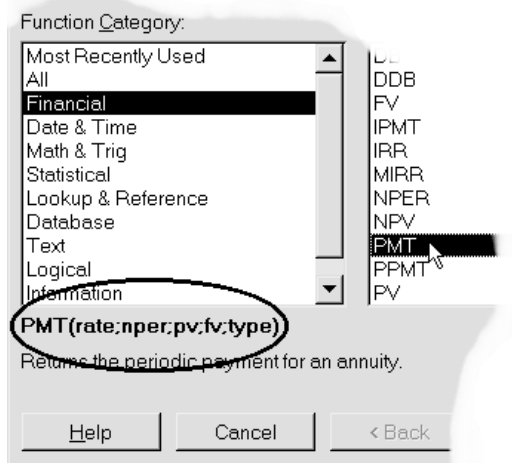 Function Category:
Most Recently Used
All
Financial
Date & Time
Math & Trig
Statistical
Lookup & Reference
Database
Text
Logical
Information
DDB
FV
IPMT
IRR
MIRR
NPER
NPV
PMT
PPMT
PV
PMT(rate;nper;pv;fv;type)
Returns the periodic payment for an annuity.
Help
Cancel
< Back